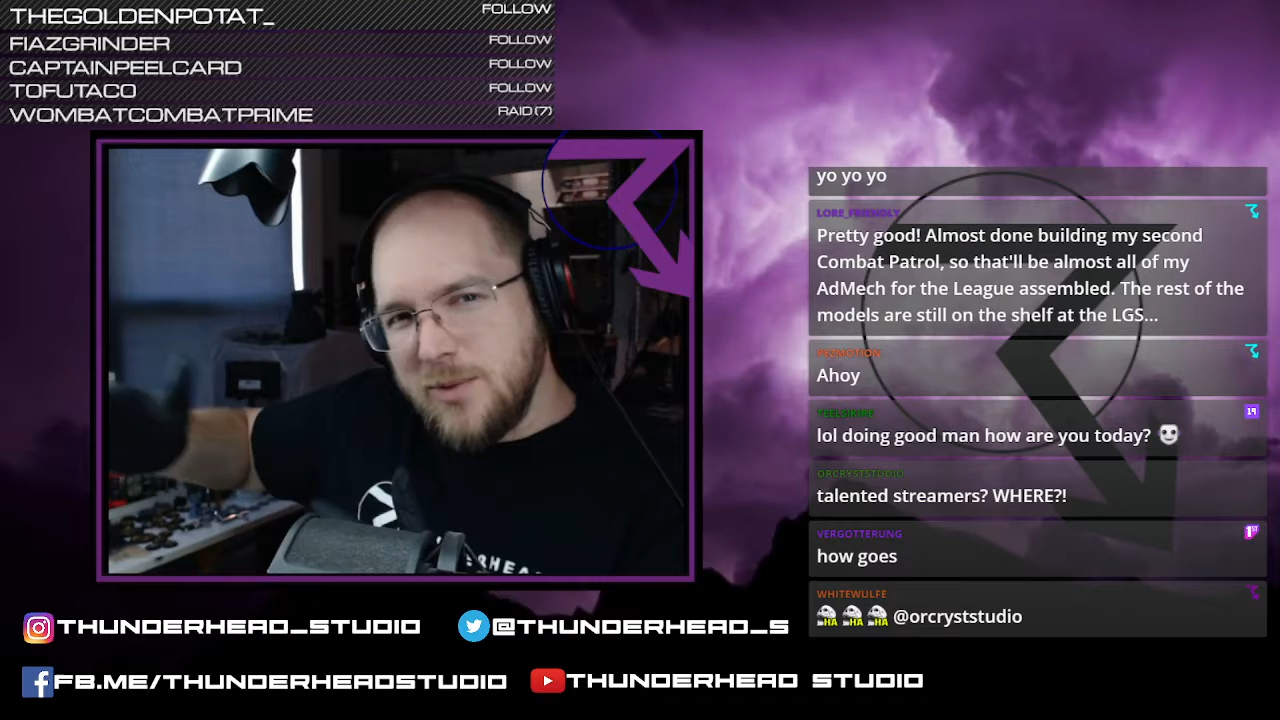 THEGOLDENPOTAT_ FOLLOW
FIAZGRINDER FOLLOW
CAPTAINPEELCARD FOLLOW
TOFUTACO FOLLOW
WOMBATCOMBATPRIME RAID (7)
yo yo yo
LORE_FRIENDLY
Pretty good! Almost done building my second
Combat Patrol, so that'll be almost all of my
AdMech for the League assembled. The rest of the
models are still on the shelf at the LGS...
REZMOTION
Ahoy
TEELSIKIPE
lol doing good man how are you today?
19
ORCRYSTSTUDIO
talented streamers? WHERE?!
VERGOTTERUNG
1ST
how goes
WHITEWULFE
HA HA HA @orcryststudio
THUNDERHEAD_STUDIO @THUNDERHEAD_S
FB.ME/THUNDERHEADSTUDIO THUNDERHEAD STUDIO